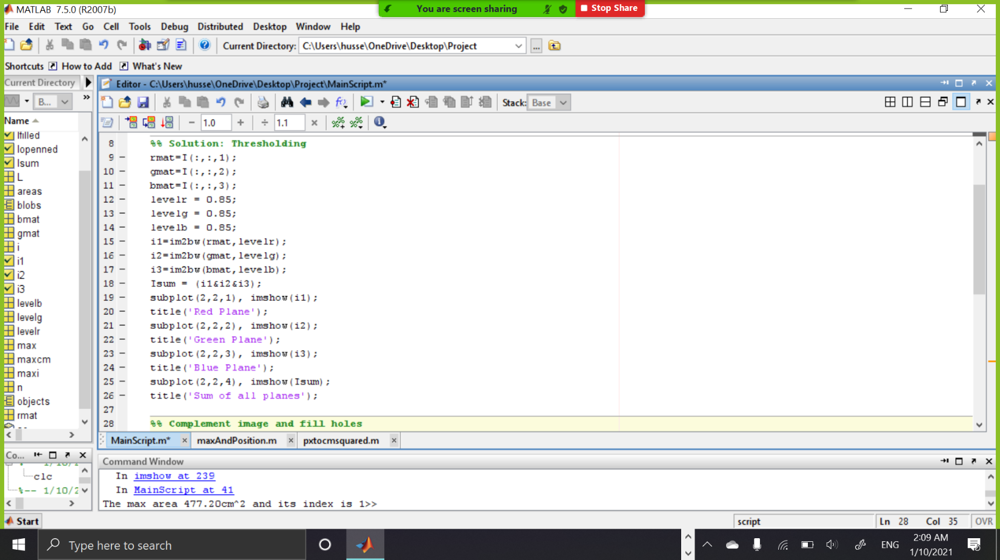 MATLAB 7.5.0 (R2007b)
You are screen sharing
Stop Share
File Edit Text Go Cell Tools Debug Distributed Desktop Window Help
Current Directory: C:\Users\husse\OneDrive\Desktop\Project ...
Shortcuts How to Add What's New
Current Directory
Editor - C:\Users\husse\OneDrive\Desktop\Project\MainScript.m*
B...
Stack: Base
Name
1.0
1.1
Ifilled
Iopenned
Isum
L
areas
blobs
bmat
gmat
i
i1
i2
i3
levelb
levelg
levelr
max
maxcm
maxi
n
objects
rmat
8 %% Solution: Thresholding
9 - rmat=I(:,:,1);
10 - gmat=I(:,:,2);
11 - bmat=I(:,:,3);
12 - levelr = 0.85;
13 - levelg = 0.85;
14 - levelb = 0.85;
15 - i1=im2bw(rmat,levelr);
16 - i2=im2bw(gmat,levelg);
17 - i3=im2bw(bmat,levelb);
18 - Isum = (i1&i2&i3);
19 - subplot(2,2,1), imshow(i1);
20 - title('Red Plane');
21 - subplot(2,2,2), imshow(i2);
22 - title('Green Plane');
23 - subplot(2,2,3), imshow(i3);
24 - title('Blue Plane');
25 - subplot(2,2,4), imshow(Isum);
26 - title('Sum of all planes');
27
28 %% Complement image and fill holes
MainScript.m* maxAndPosition.m pxtocmsquared.m
Co...
clc
%-- 1/10/2
Command Window
In imshow at 239
In MainScript at 41
The max area 477.20cm^2 and its index is 1>>
Start
script
Ln 28 Col 35 OVR
Type here to search
ENG
2:09 AM
1/10/2021